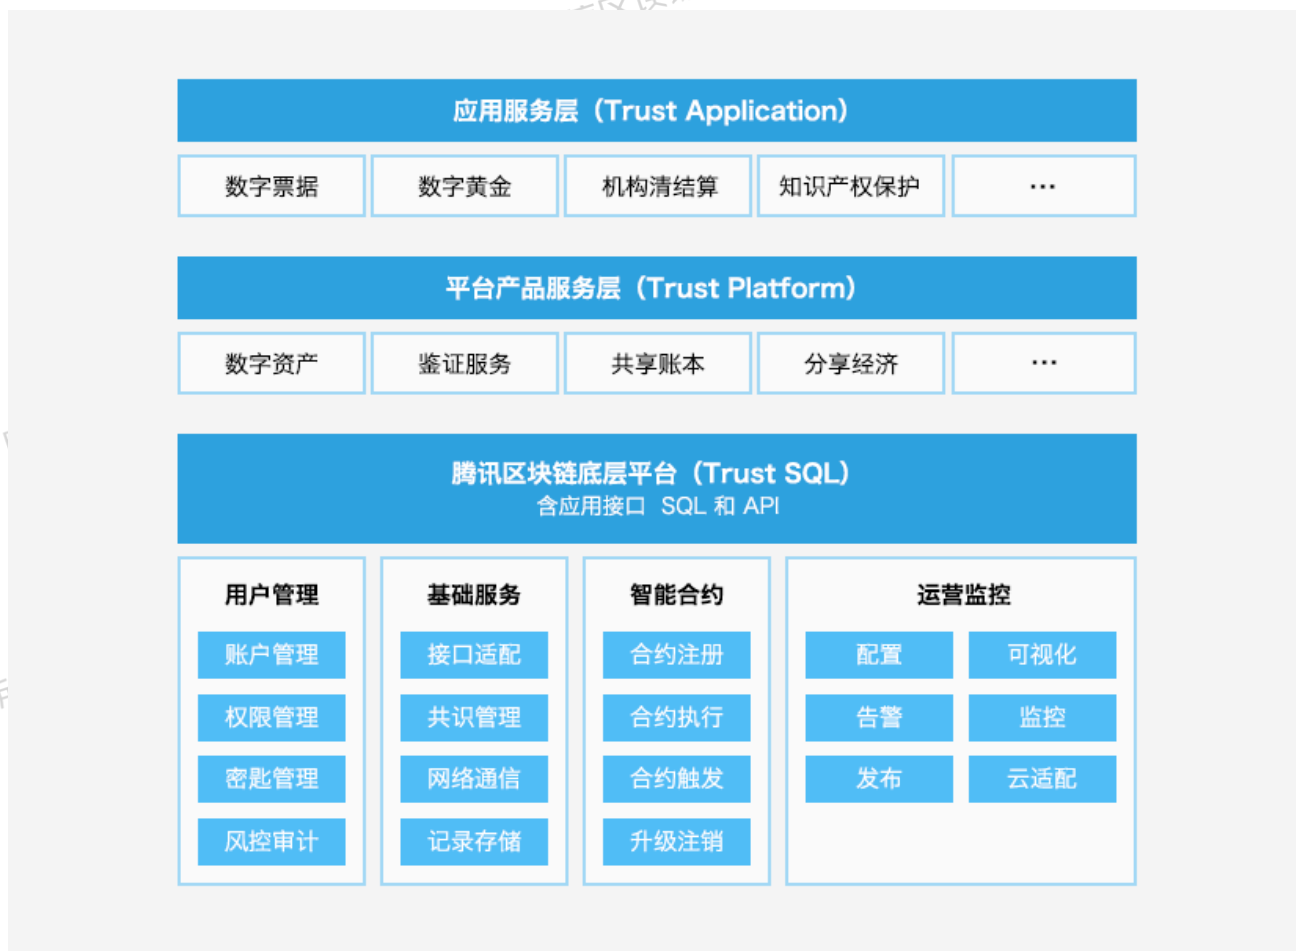 应用服务层（Trust Application）
数字票据 数字黄金 机构清结算 知识产权保护 ···
平台产品服务层（Trust Platform）
数字资产 鉴证服务 共享账本 分享经济 ···
腾讯区块链底层平台（Trust SQL）
含应用接口 SQL 和 API
用户管理 基础服务 智能合约 运营监控
账户管理 接口适配 合约注册 配置 可视化
权限管理 共识管理 合约执行 告警 监控
密匙管理 网络通信 合约触发 发布 云适配
风控审计 记录存储 升级注销